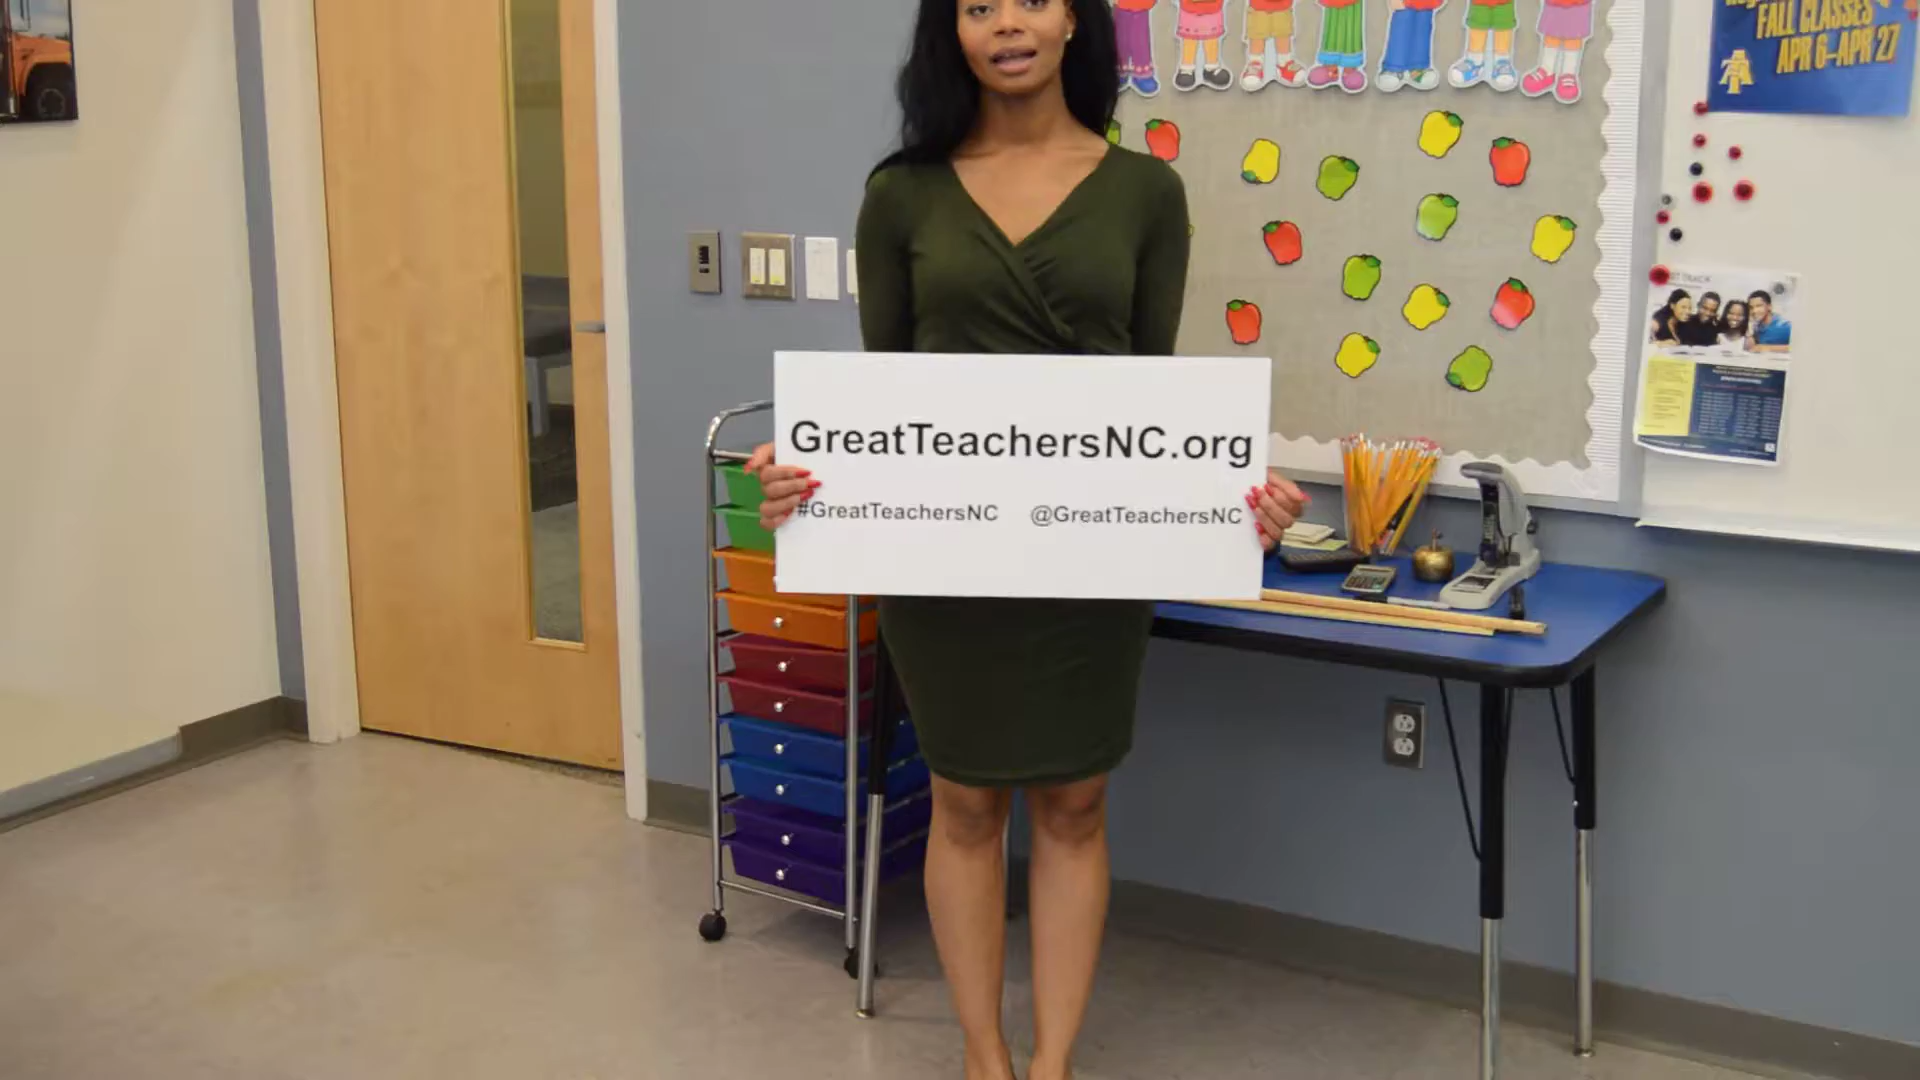 FALL CLASSES
APR 6–APR 27
GreatTeachersNC.org
#GreatTeachersNC @GreatTeachersNC